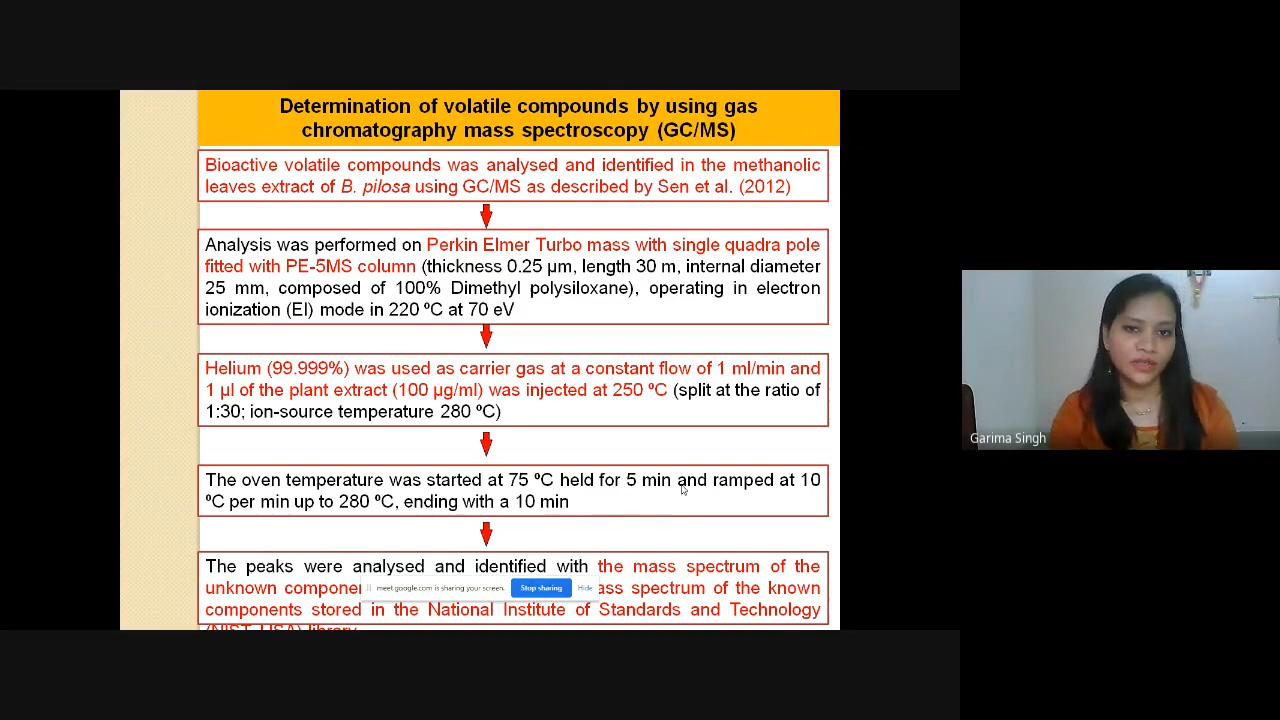 Determination of volatile compounds by using gas
chromatography mass spectroscopy (GC/MS)
Bioactive volatile compounds was analysed and identified in the methanolic
leaves extract of B. pilosa using GC/MS as described by Sen et al. (2012)
Analysis was performed on Perkin Elmer Turbo mass with single quadra pole
fitted with PE-5MS column (thickness 0.25 µm, length 30 m, internal diameter
25 mm, composed of 100% Dimethyl polysiloxane), operating in electron
ionization (EI) mode in 220 ºC at 70 eV
Helium (99.999%) was used as carrier gas at a constant flow of 1 ml/min and
1 µl of the plant extract (100 µg/ml) was injected at 250 ºC (split at the ratio of
1:30; ion-source temperature 280 ºC)
The oven temperature was started at 75 ºC held for 5 min and ramped at 10
ºC per min up to 280 ºC, ending with a 10 min
The peaks were analysed and identified with the mass spectrum of the
unknown spectrum of the known
components stored in the National Institute of Standards and Technology
meet.google.com is sharing your screen.
Stop sharing
Hide
Garima Singh